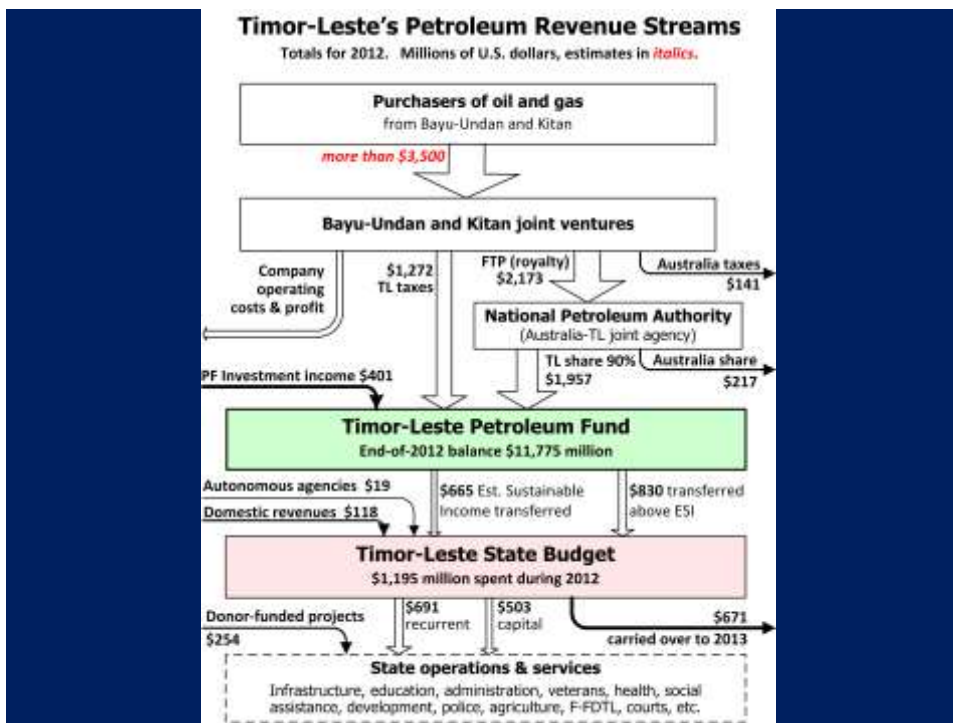 Timor-Leste's Petroleum Revenue Streams
Totals for 2012. Millions of U.S. dollars, estimates in italics.
Purchasers of oil and gas
from Bayu-Undan and Kitan
more than $3,500
Bayu-Undan and Kitan joint ventures
Company
operating
costs & profit
$1,272
TL taxes
FTP (royalty)
$2,173
Australia taxes
$141
National Petroleum Authority
(Australia-TL joint agency)
TL share 90%
$1,957
Australia share
$217
PF Investment income $401
Timor-Leste Petroleum Fund
End-of-2012 balance $11,775 million
Autonomous agencies $19
Domestic revenues $118
$665 Est. Sustainable
Income transferred
$830 transferred
above ESI
Timor-Leste State Budget
$1,195 million spent during 2012
Donor-funded projects
$254
$691
recurrent
$503
capital
$671
carried over to 2013
State operations & services
Infrastructure, education, administration, veterans, health, social
assistance, development, police, agriculture, F-FDTL, courts, etc.